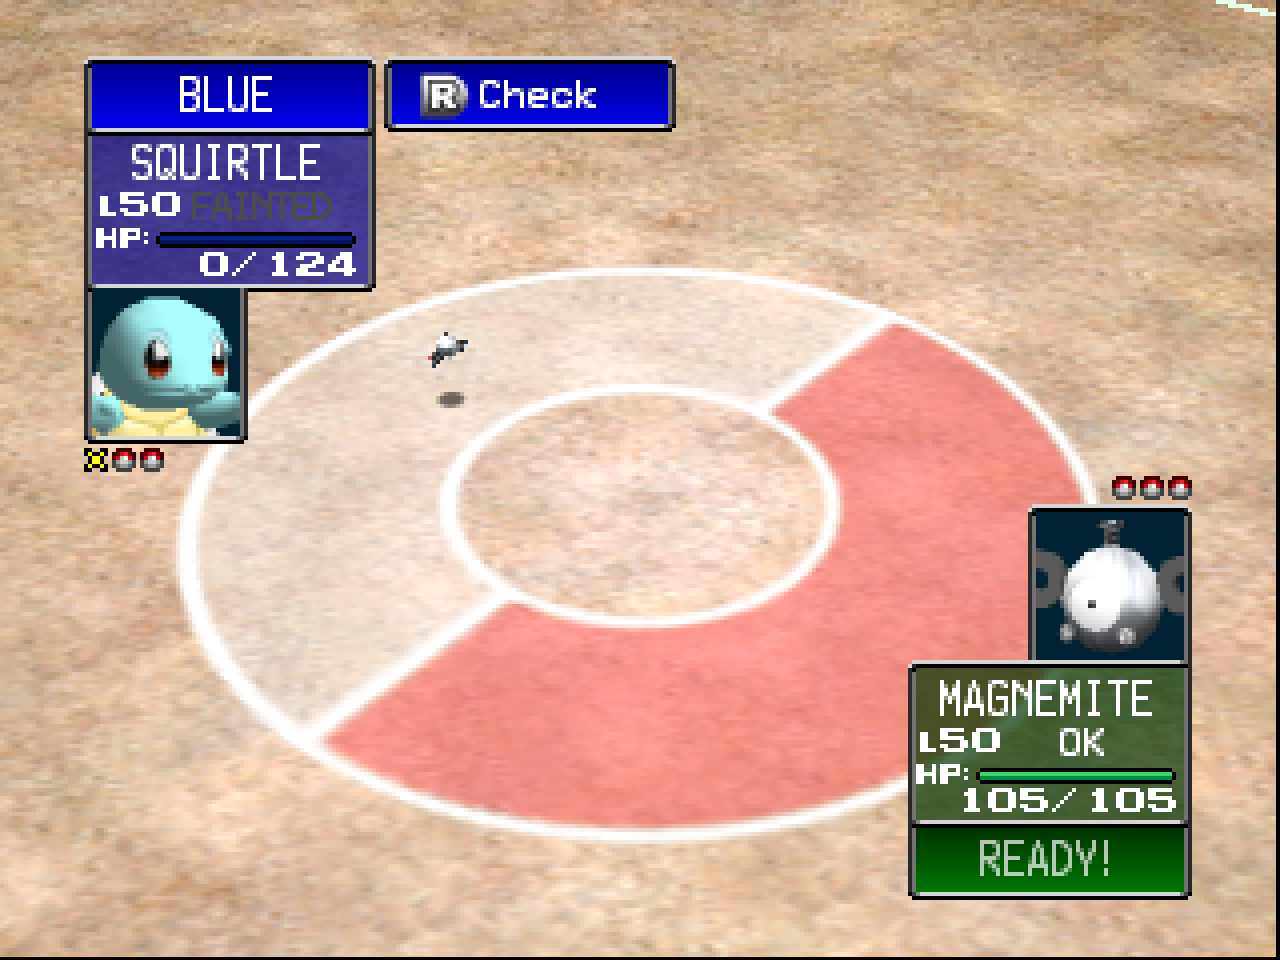 BLUE
R Check
SQUIRTLE
L50 FAINTED
HP:
0/124
MAGNEMITE
L50 OK
HP:
105/105
READY!